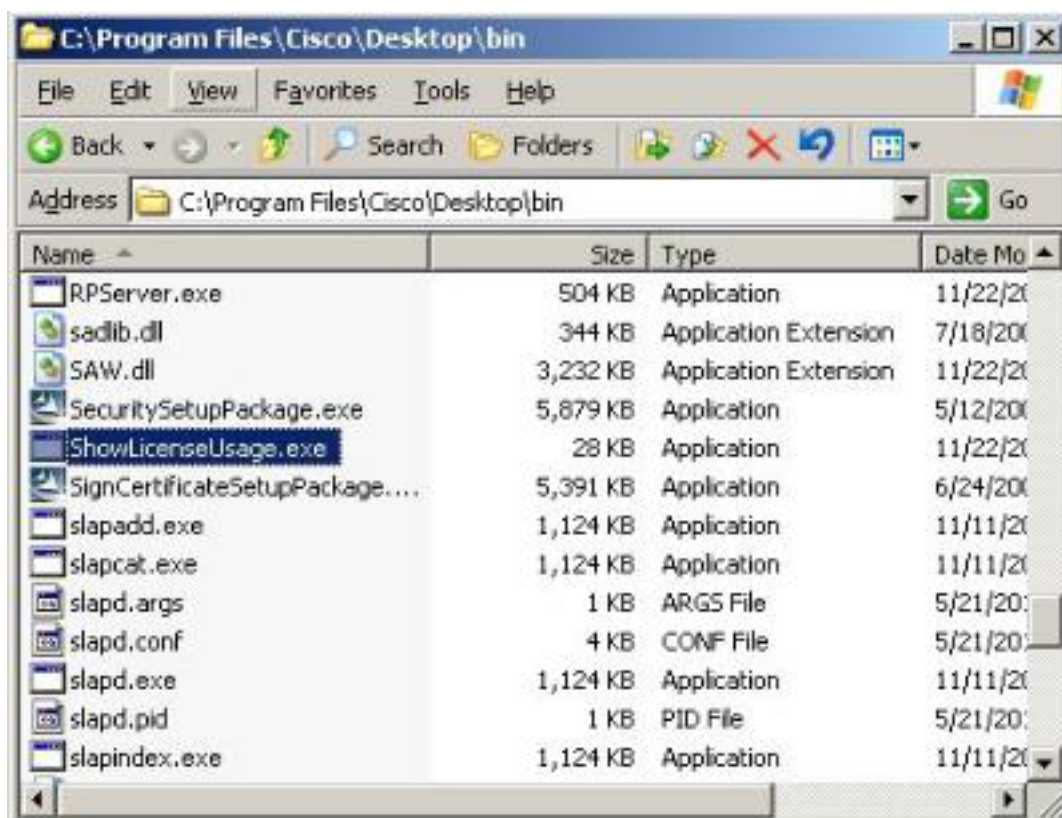 C:\Program Files\Cisco\Desktop\bin
File Edit View Favorites Tools Help
Back Search Folders
Address C:\Program Files\Cisco\Desktop\bin Go
Name Size Type Date Mo
RPServer.exe 504 KB Application 11/22/20
sadlib.dll 344 KB Application Extension 7/18/200
SAW.dll 3,232 KB Application Extension 11/22/20
SecuritySetupPackage.exe 5,879 KB Application 5/12/200
ShowLicenseUsage.exe 28 KB Application 11/22/20
SignCertificateSetupPackage.... 5,391 KB Application 6/24/200
slapadd.exe 1,124 KB Application 11/11/20
slapcat.exe 1,124 KB Application 11/11/20
slapd.args 1 KB ARGS File 5/21/20
slapd.conf 4 KB CONF File 5/21/20
slapd.exe 1,124 KB Application 11/11/20
slapd.pid 1 KB PID File 5/21/20
slapindex.exe 1,124 KB Application 11/11/20